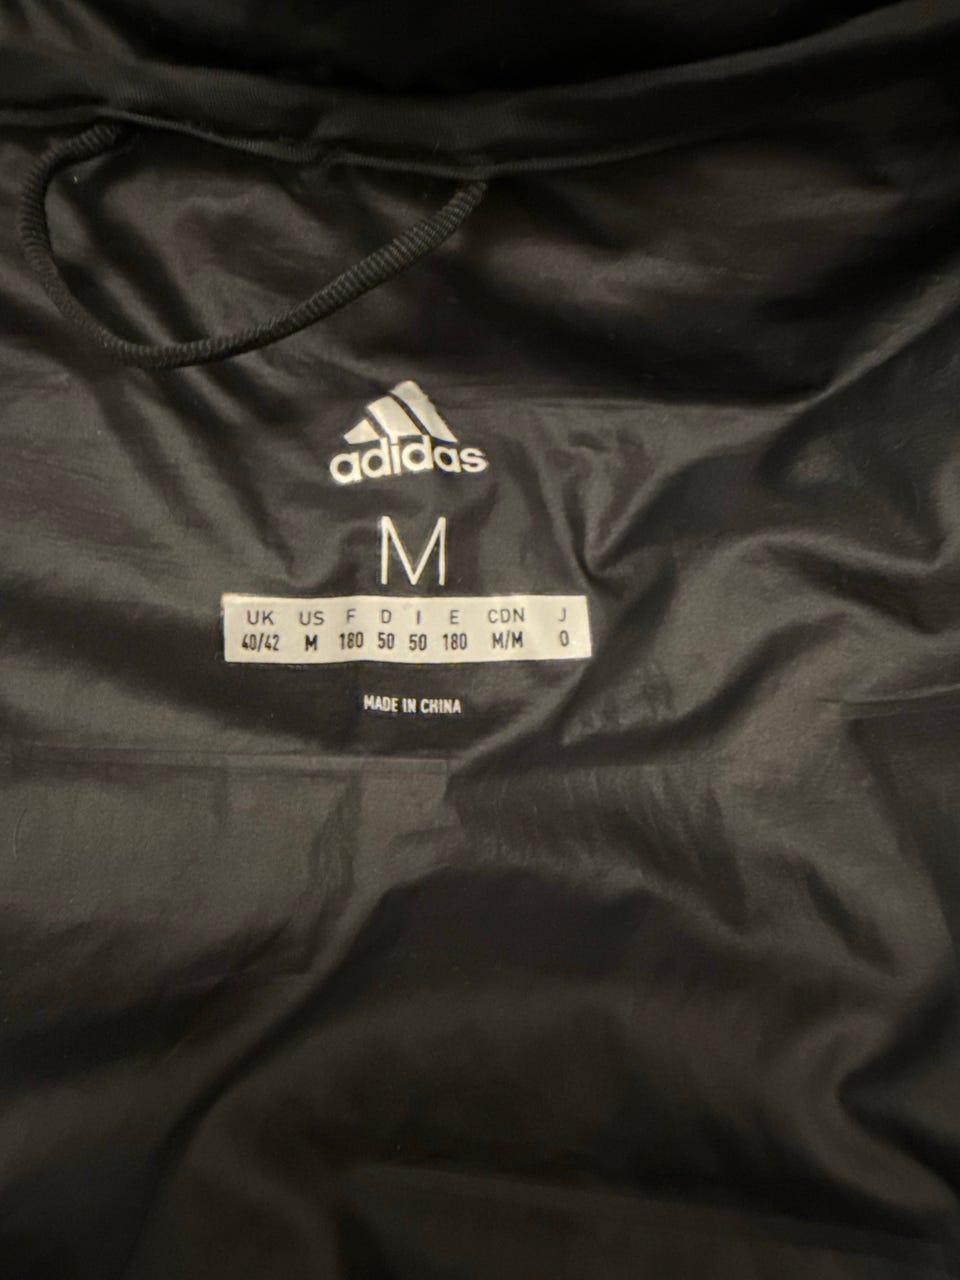 adidas
M
UK US F D I E CDN J
40/42 M 180 50 50 180 M/M O
MADE IN CHINA